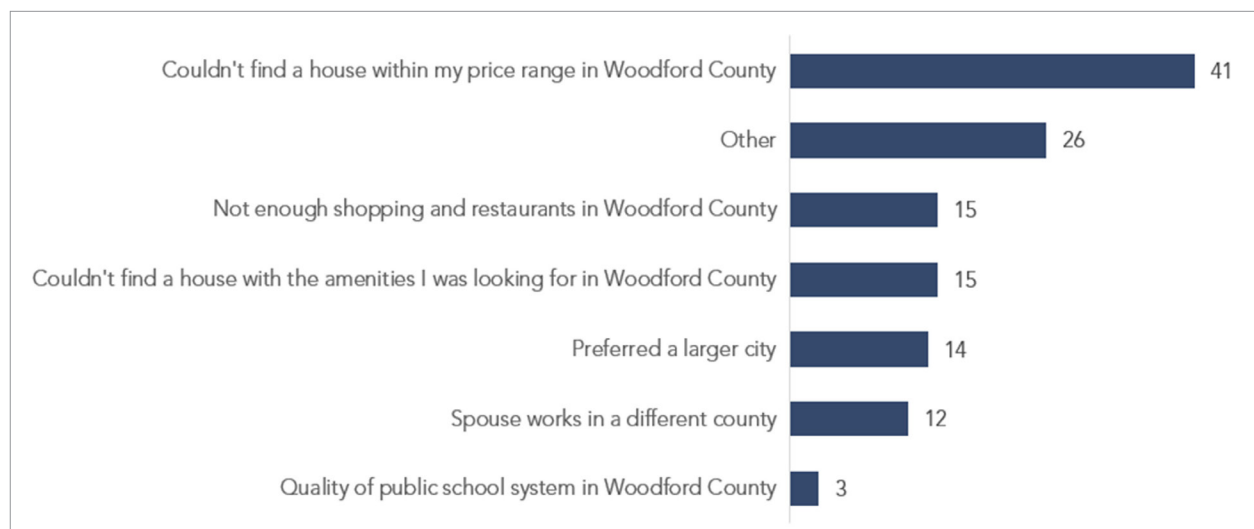 Couldn't find a house within my price range in Woodford County 41
Other 26
Not enough shopping and restaurants in Woodford County 15
Couldn't find a house with the amenities I was looking for in Woodford County 15
Preferred a larger city 14
Spouse works in a different county 12
Quality of public school system in Woodford County 3